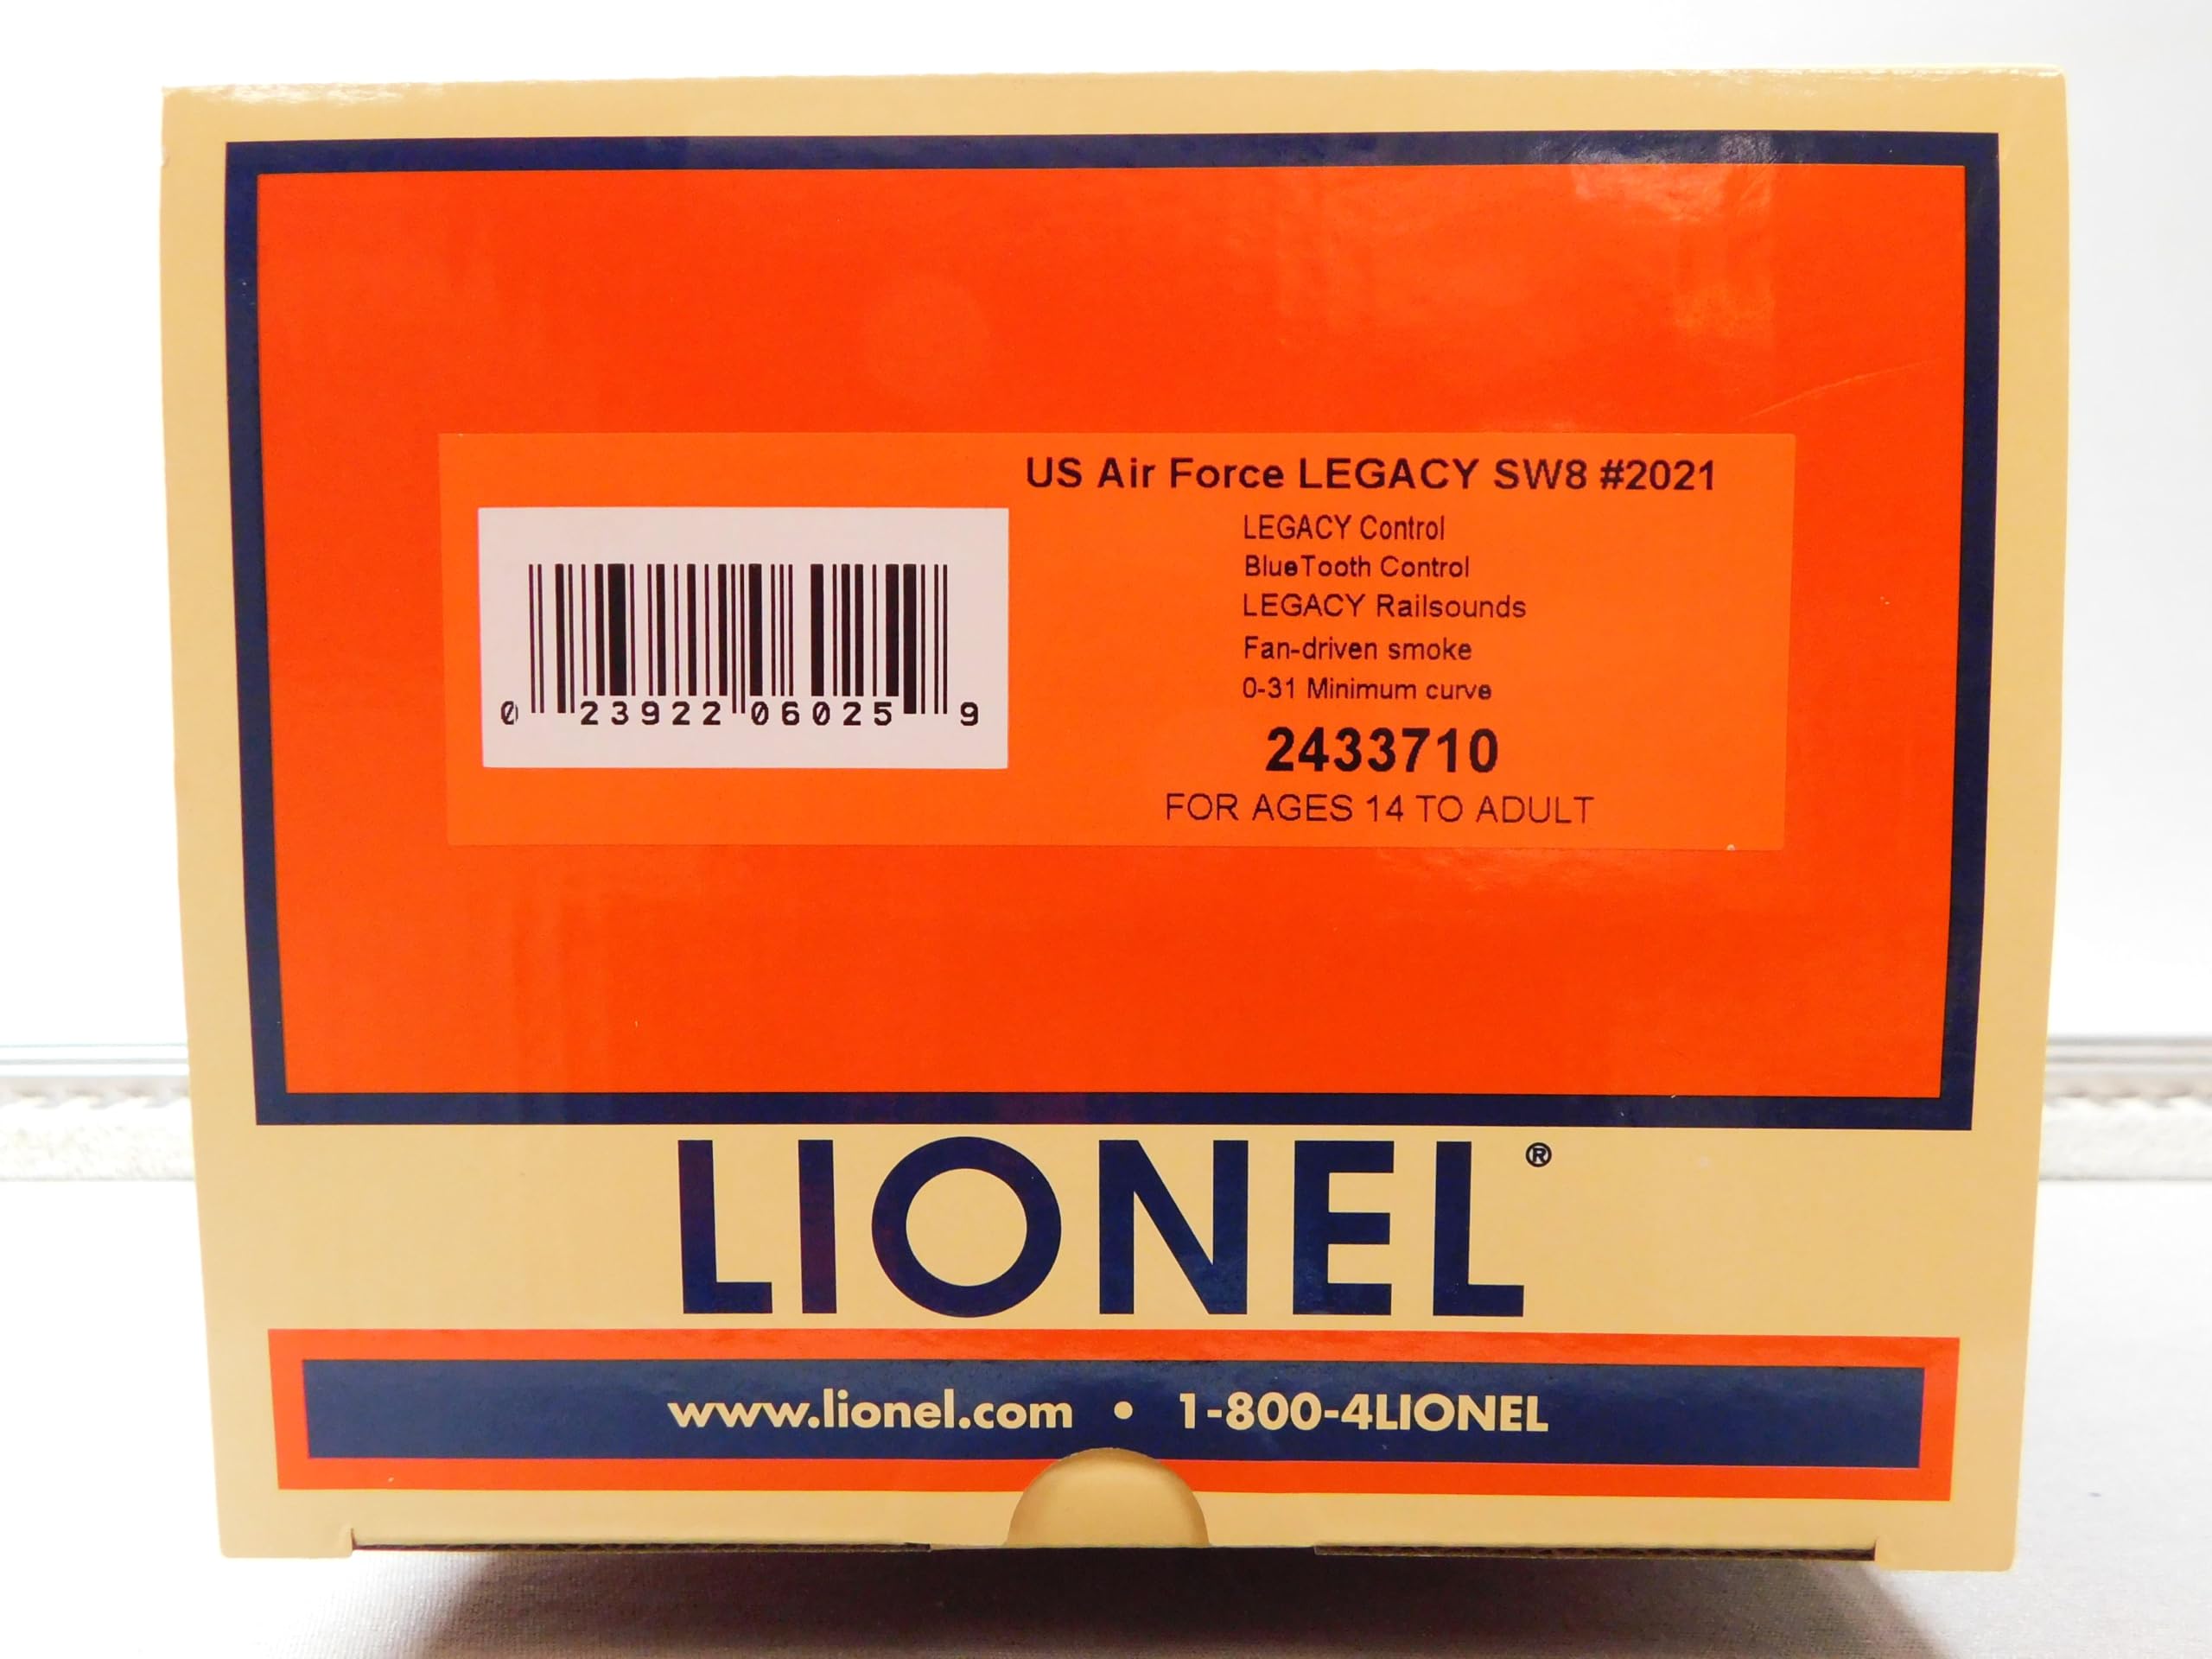 US Air Force LEGACY SW8 #2021
LEGACY Control
BlueTooth Control
LEGACY Railsounds
Fan-driven smoke
0-31 Minimum curve
2433710
FOR AGES 14 TO ADULT
0 23922 06025 9
LIONEL®
www.lionel.com • 1-800-4LIONEL